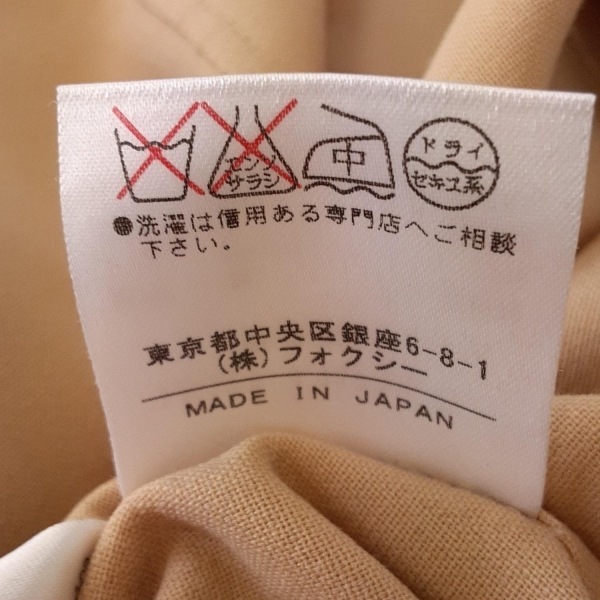 エンソ
サラシ
中
ドライ
セキユ系
●洗濯は信用ある専門店へご相談
下さい。
東京都中央区銀座6-8-1
(株)フォクシー
MADE IN JAPAN